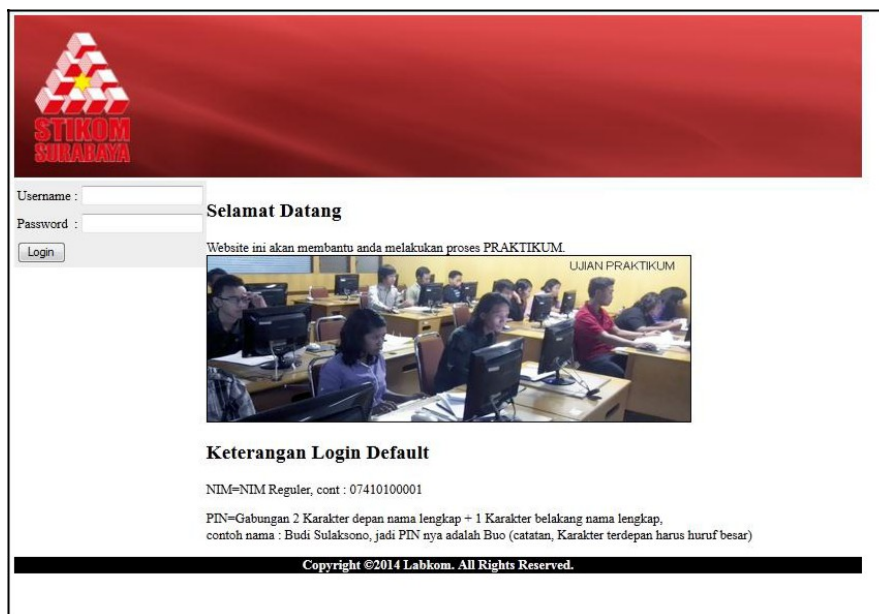 STIKOM
SURABAYA
Username :
Password :
Login
Selamat Datang
Website ini akan membantu anda melakukan proses PRAKTIKUM.
UJIAN PRAKTIKUM
Keterangan Login Default
NIM=NIM Reguler, cont : 07410100001
PIN=Gabungan 2 Karakter depan nama lengkap + 1 Karakter belakang nama lengkap,
contoh nama : Budi Sulaksono, jadi PIN nya adalah Buo (catatan, Karakter terdepan harus huruf besar)
Copyright ©2014 Labkom. All Rights Reserved.